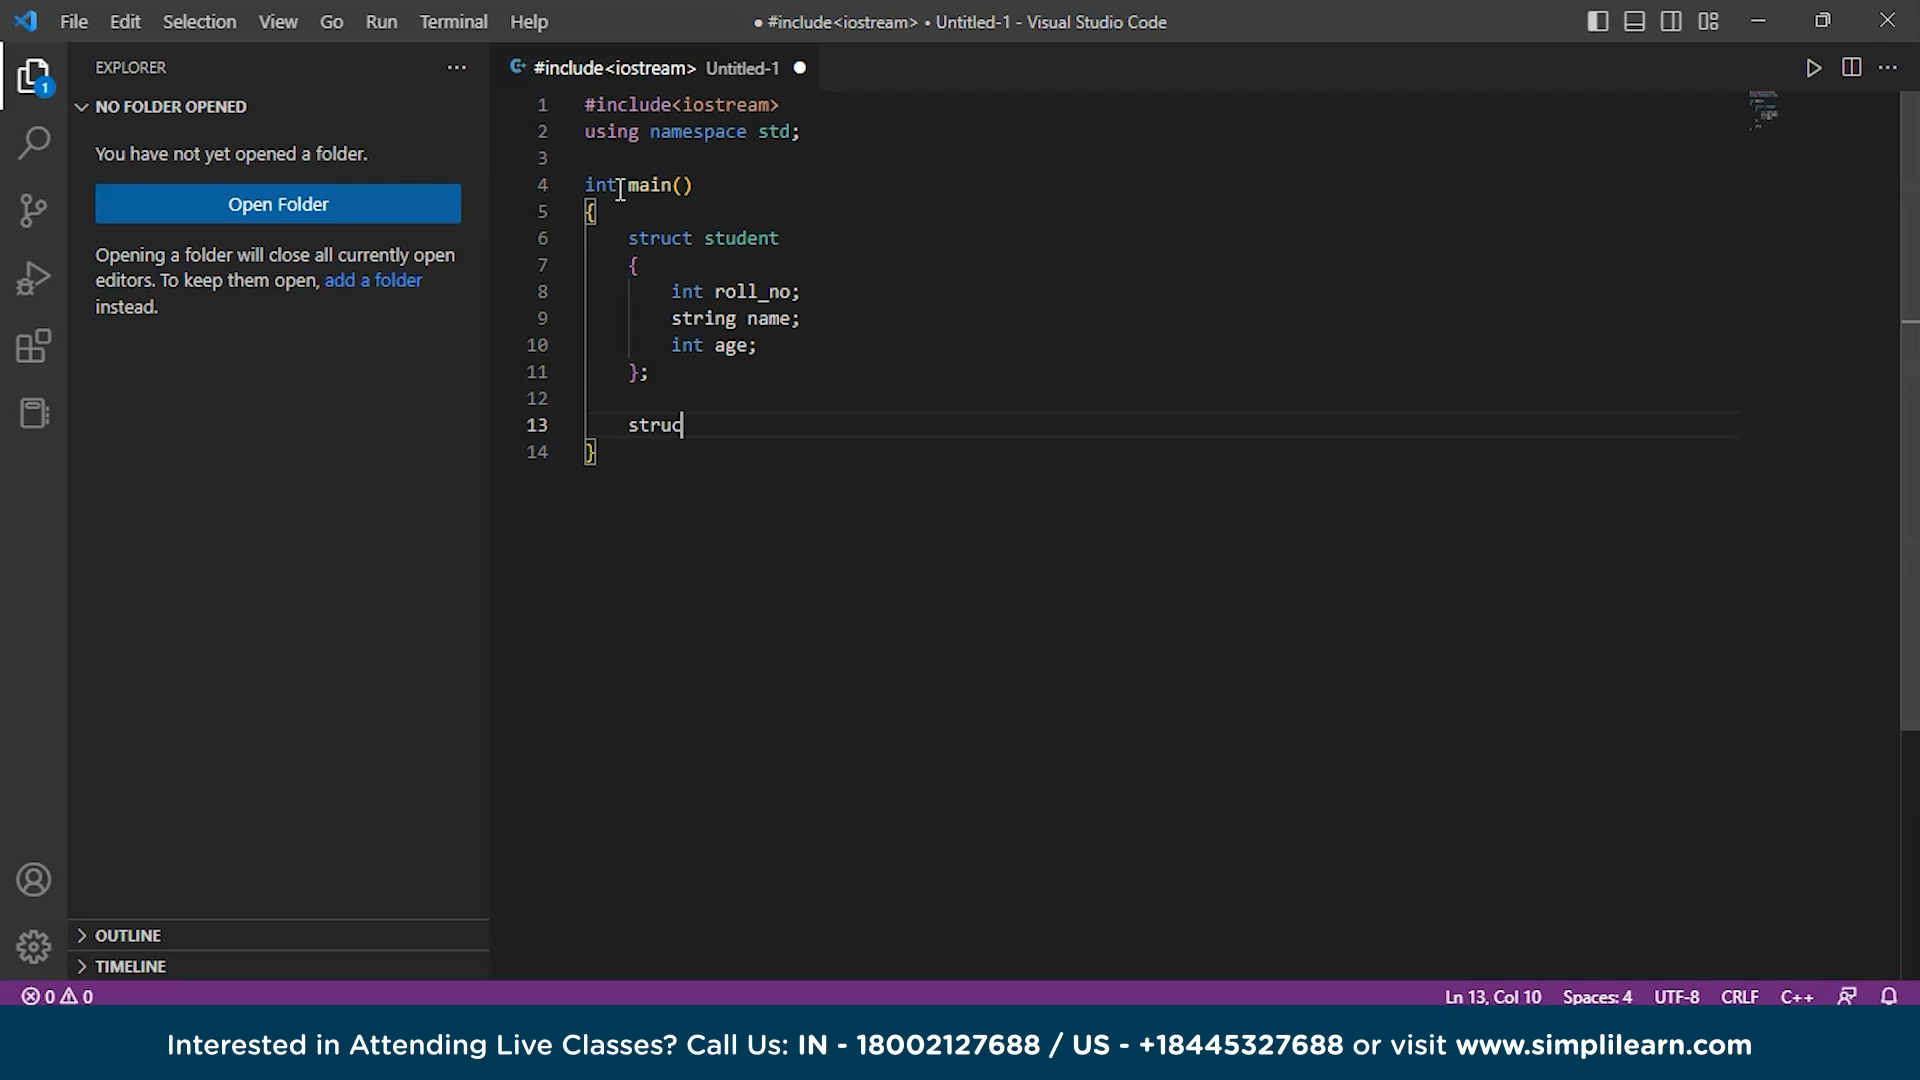 File Edit Selection View Go Run Terminal Help
● #include<iostream> • Untitled-1 - Visual Studio Code
EXPLORER
1
NO FOLDER OPENED
You have not yet opened a folder.
Open Folder
Opening a folder will close all currently open
editors. To keep them open, add a folder
instead.
OUTLINE
TIMELINE
#include<iostream> Untitled-1
1 #include<iostream>
2 using namespace std;
3
4 int main()
5 {
6 struct student
7 {
8 int roll_no;
9 string name;
10 int age;
11 };
12
13 struc
14 }
0 0
Ln 13, Col 10 Spaces: 4 UTF-8 CRLF C++
Interested in Attending Live Classes? Call Us: IN - 18002127688 / US - +18445327688 or visit www.simplilearn.com